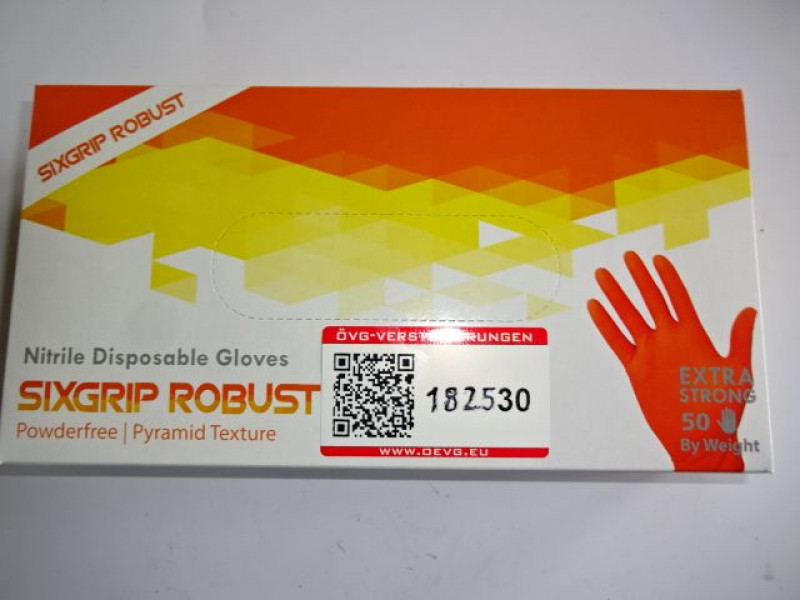 SIXGRIP ROBUST
Nitrile Disposable Gloves
SIXGRIP ROBUST
Powderfree | Pyramid Texture
182530
WWW.OEVG.EU
EXTRA
STRONG
50
By Weight